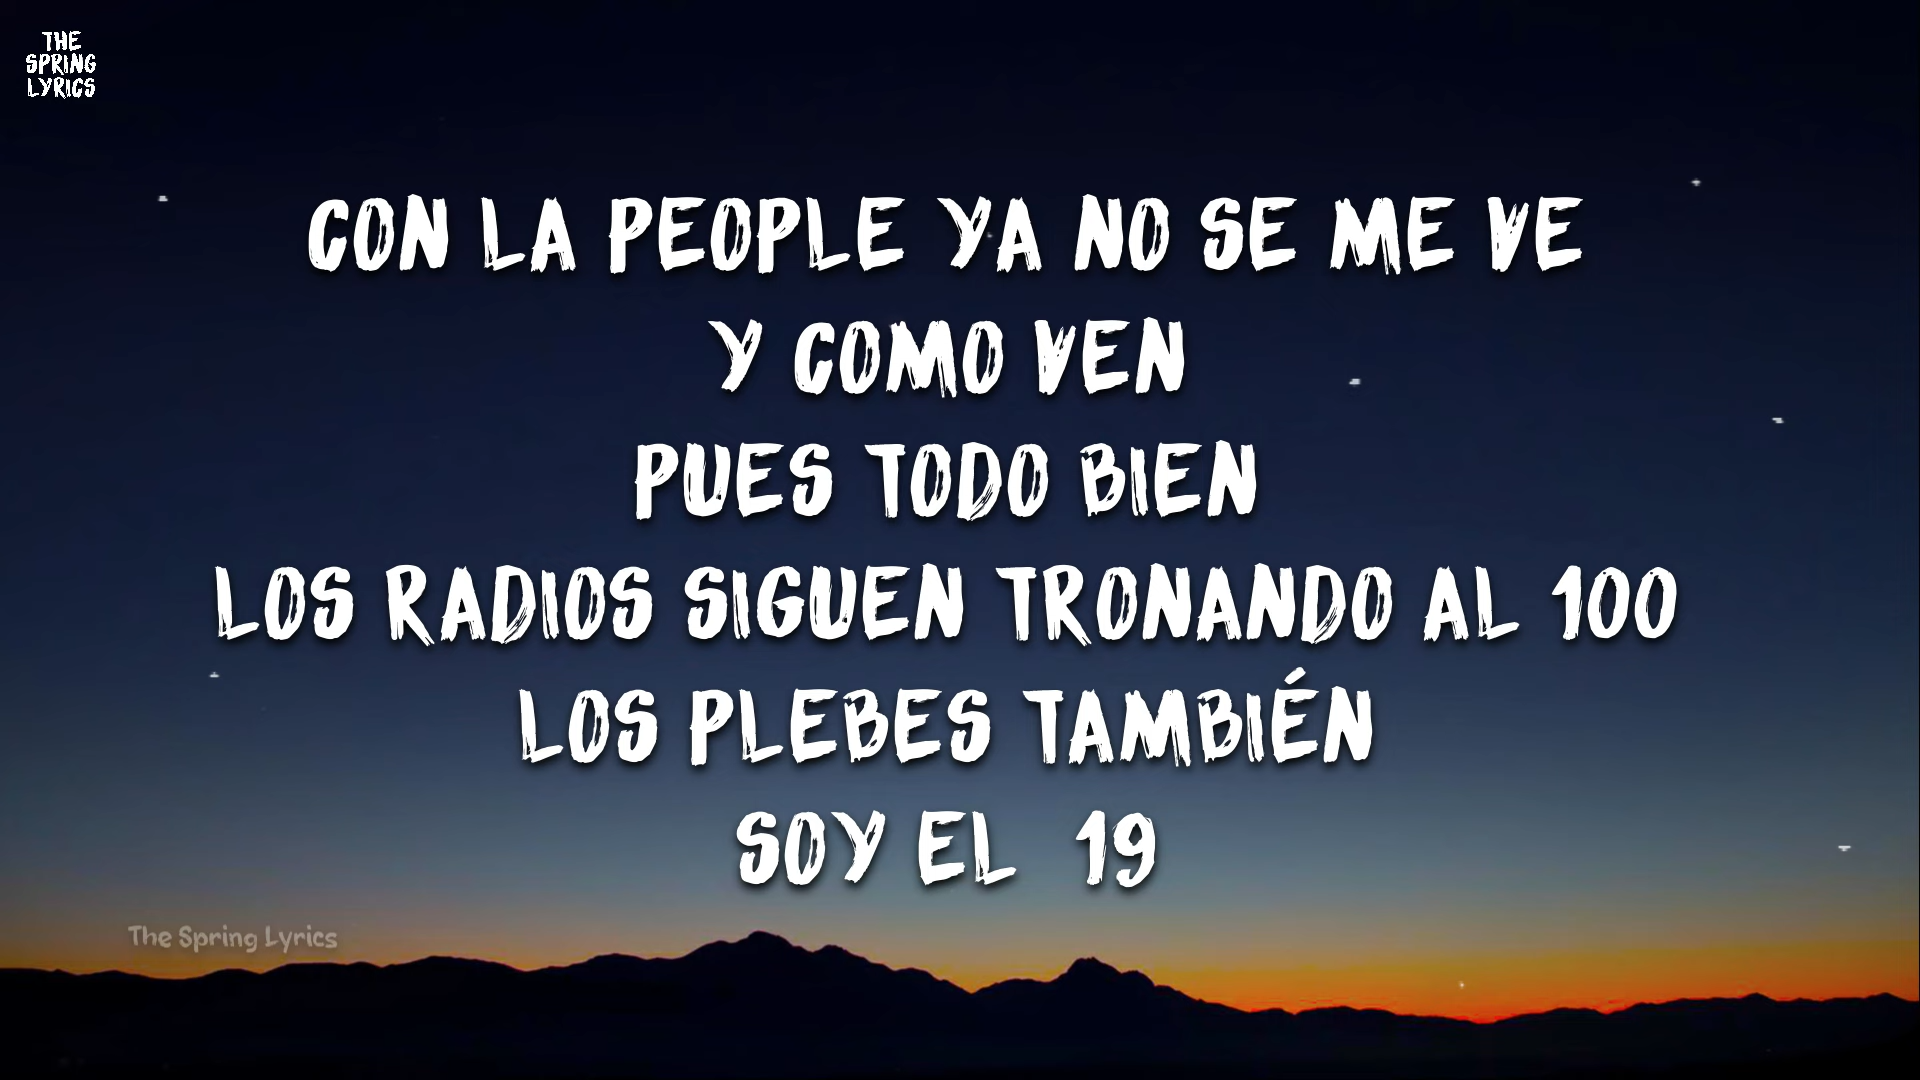 THE
SPRING
LYRICS
CON LA PEOPLE YA NO SE ME VE
Y COMO VEN
PUES TODO BIEN
LOS RADIOS SIGUEN TRONANDO AL 100
LOS PLEBES TAMBIÉN
SOY EL 19
The Spring Lyrics